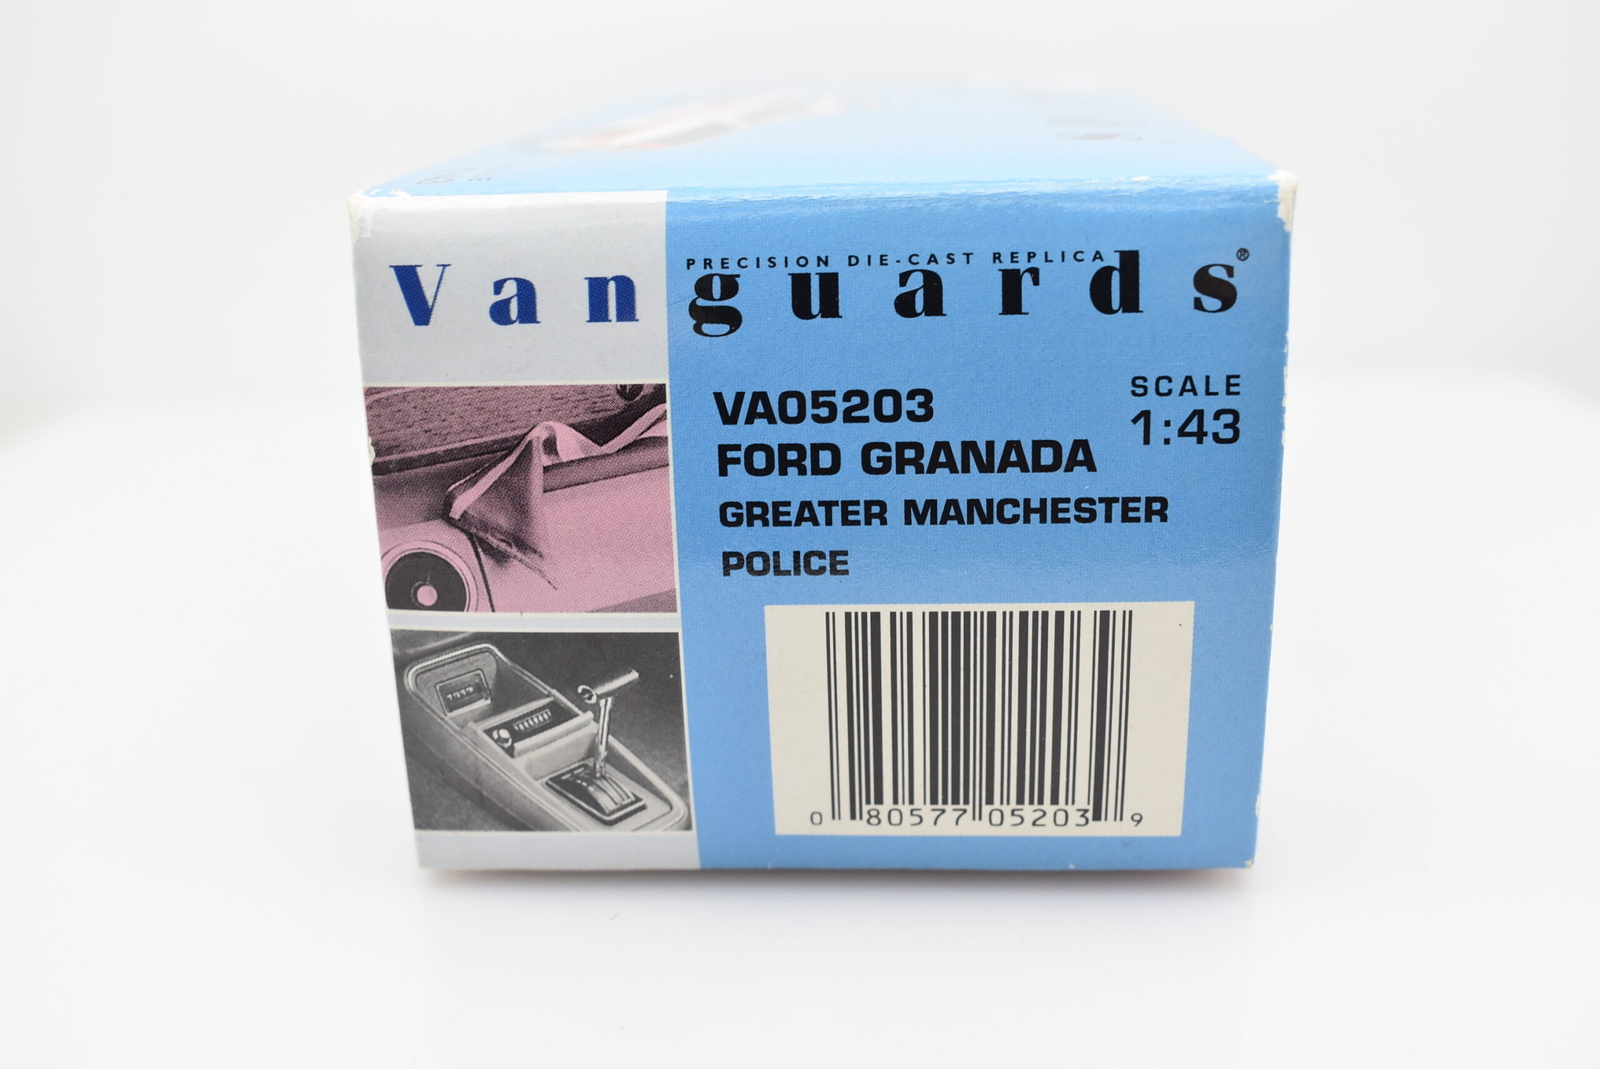 PRECISION DIE-CAST REPLICA
Vanguards®
VA05203
SCALE
1:43
FORD GRANADA
GREATER MANCHESTER
POLICE
0 80577 05203 9